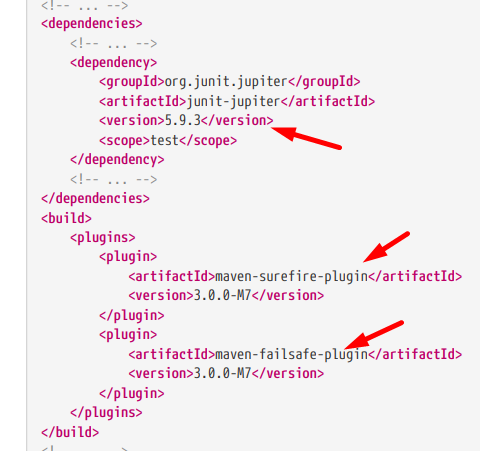 <!-- ... -->
<dependencies>
<!-- ... -->
<dependency>
<groupId>org.junit.jupiter</groupId>
<artifactId>junit-jupiter</artifactId>
<version>5.9.3</version>
<scope>test</scope>
</dependency>
<!-- ... -->
</dependencies>
<build>
<plugins>
<plugin>
<artifactId>maven-surefire-plugin</artifactId>
<version>3.0.0-M7</version>
</plugin>
<plugin>
<artifactId>maven-failsafe-plugin</artifactId>
<version>3.0.0-M7</version>
</plugin>
</plugins>
</build>